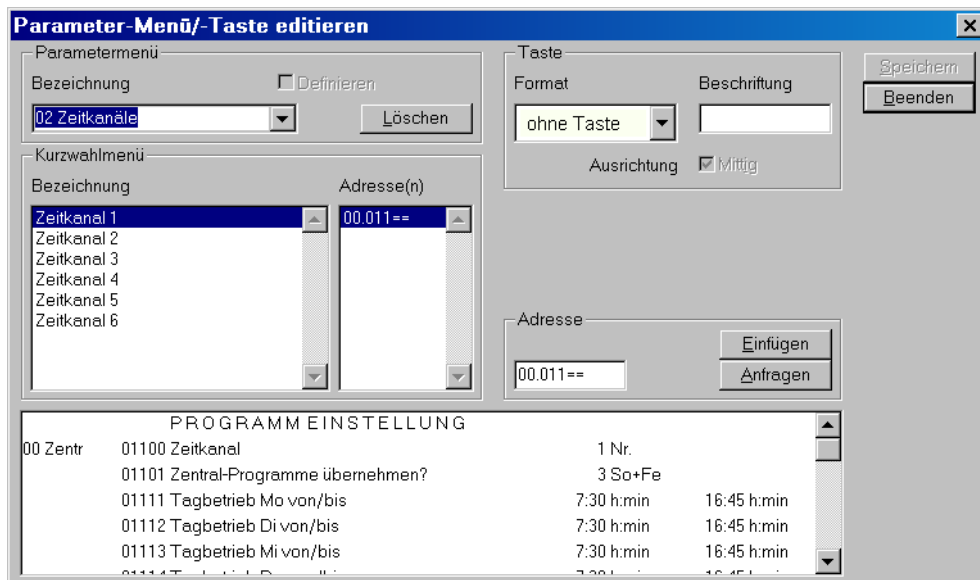 Parameter-Menü/-Taste editieren
Parametermenü
Bezeichnung
Definieren
02 Zeitkanäle
Löschen
Taste
Format
Beschriftung
ohne Taste
Ausrichtung
Mittig
Speichern
Beenden
Kurzwahlmenü
Bezeichnung
Adresse(n)
Zeitkanal 1
00.011==
Zeitkanal 2
Zeitkanal 3
Zeitkanal 4
Zeitkanal 5
Zeitkanal 6
Adresse
Einfügen
00.011==
Anfragen
PROGRAMM EINSTELLUNG
00 Zentr 01100 Zeitkanal 1 Nr.
01101 Zentral-Programme übernehmen? 3 So+Fe
01111 Tagbetrieb Mo von/bis 7:30 h:min 16:45 h:min
01112 Tagbetrieb Di von/bis 7:30 h:min 16:45 h:min
01113 Tagbetrieb Mi von/bis 7:30 h:min 16:45 h:min